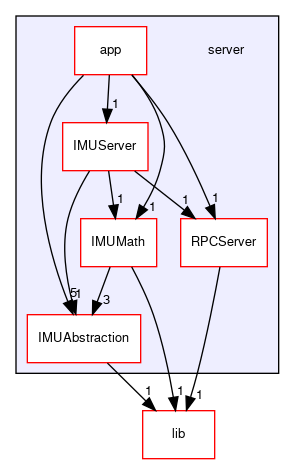 app
server
1
IMUServer
1
1
1
1
IMUMath
RPCServer
5
1
3
IMUAbstraction
1
1
1
lib